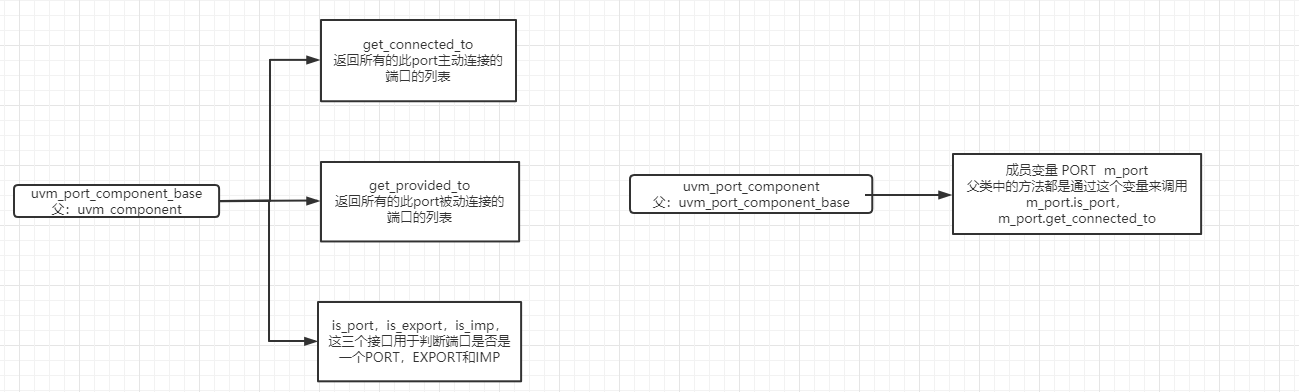 get_connected_to
返回所有的此port主动连接的
端口的列表
get_provided_to
返回所有的此port被动连接的
端口的列表
uvm_port_component_base
父：uvm_component
is_port，is_export，is_imp，
这三个接口用于判断端口是否是
一个PORT，EXPORT和IMP
uvm_port_component
父：uvm_port_component_base
成员变量 PORT m_port
父类中的方法都是通过这个变量来调用
m_port.is_port，
m_port.get_connected_to